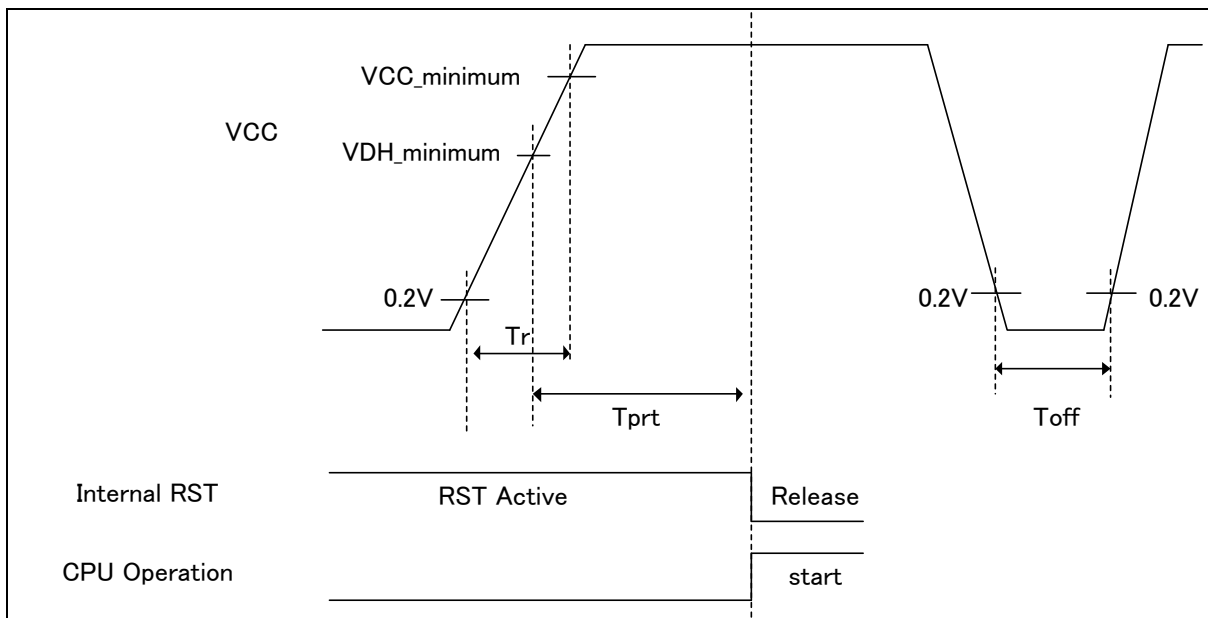 VCC_minimum
VCC
VDH_minimum
0.2V
0.2V
0.2V
Tr
Tprt
Toff
Internal RST
RST Active
Release
CPU Operation
start